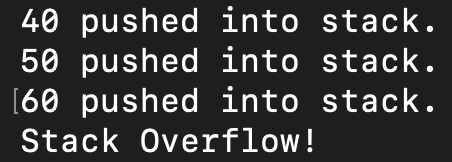 40 pushed into stack.
50 pushed into stack.
[60 pushed into stack.
Stack Overflow!